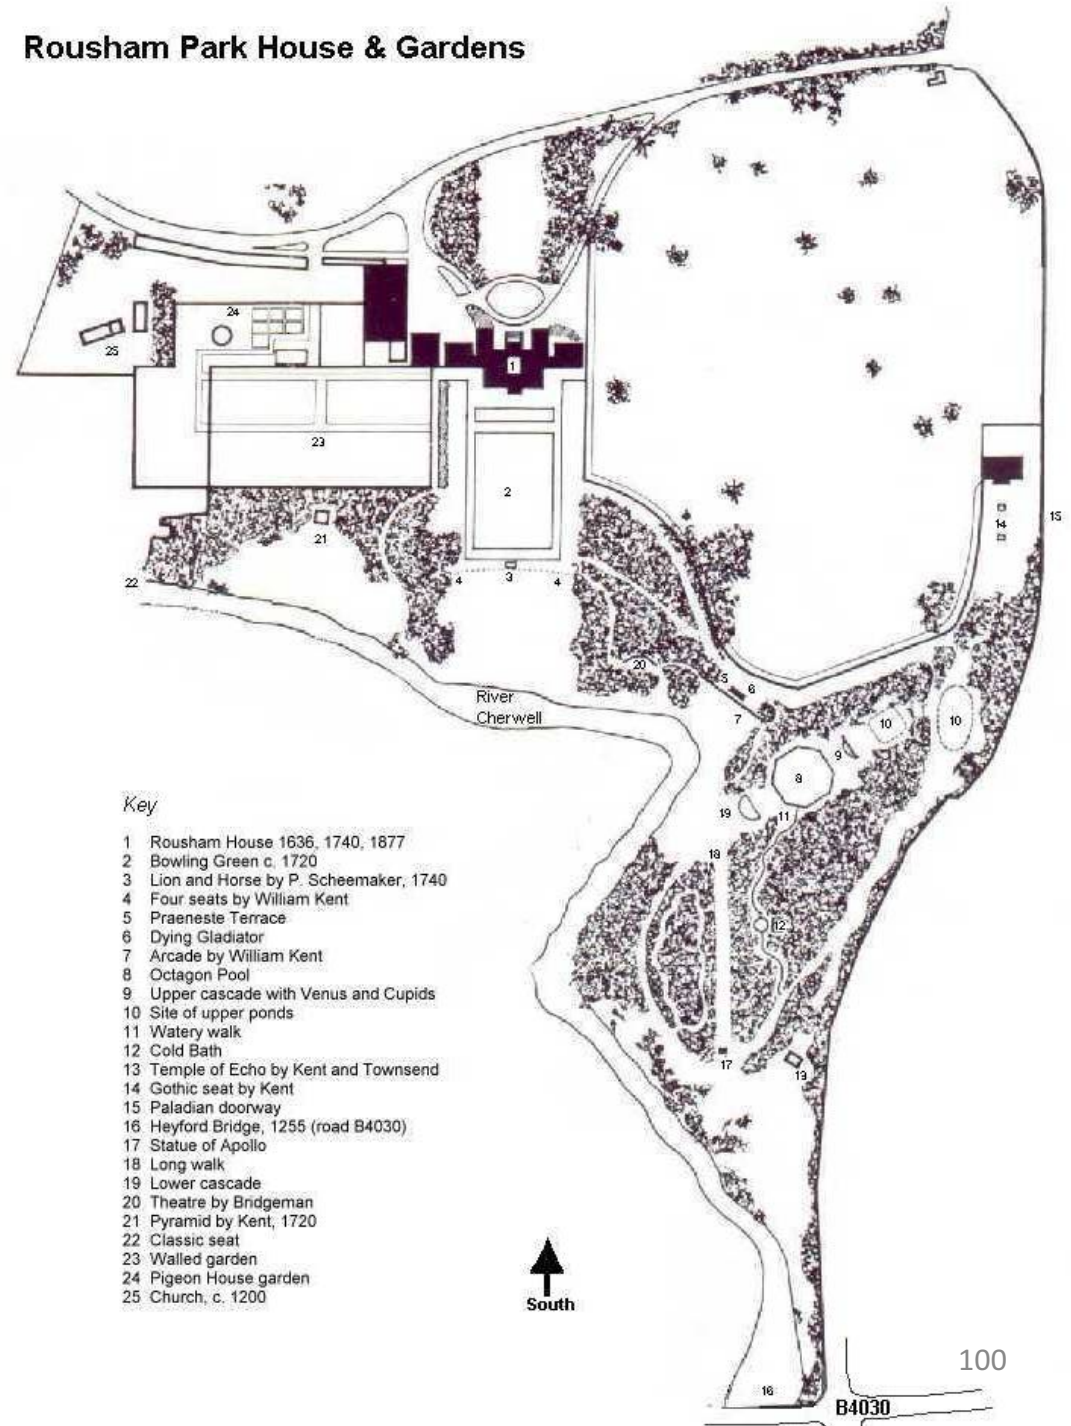 Rousham Park House & Gardens
24
25
1
23
2
14
15
21
22
4
3
4
20
5
6
River
Cherwell
7
10
10
9
8
19
11
18
12
17
13
Key
1 Rousham House 1636, 1740, 1877
2 Bowling Green c. 1720
3 Lion and Horse by P. Scheemaker, 1740
4 Four seats by William Kent
5 Praeneste Terrace
6 Dying Gladiator
7 Arcade by William Kent
8 Octagon Pool
9 Upper cascade with Venus and Cupids
10 Site of upper ponds
11 Watery walk
12 Cold Bath
13 Temple of Echo by Kent and Townsend
14 Gothic seat by Kent
15 Paladian doorway
16 Heyford Bridge, 1255 (road B4030)
17 Statue of Apollo
18 Long walk
19 Lower cascade
20 Theatre by Bridgeman
21 Pyramid by Kent, 1720
22 Classic seat
23 Walled garden
24 Pigeon House garden
25 Church, c. 1200
South
100
16
B4030